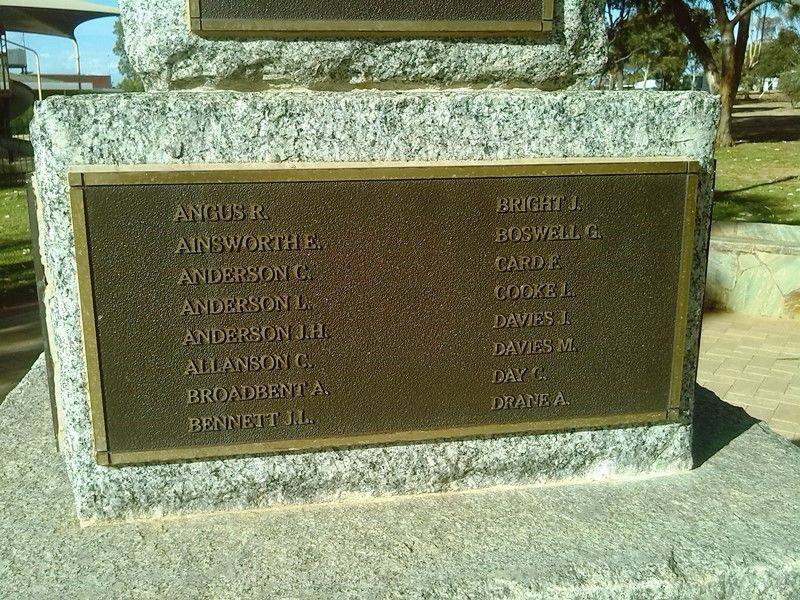 ANGUS R.
AINSWORTH E.
ANDERSON C.
ANDERSON L.
ANDERSON J.H.
ALLANSON C.
BROADBENT A.
BENNETT J.L.
BRIGHT J.
BOSWELL G.
CARD F.
COOKE L.
DAVIES J.
DAVIES M.
DAY C.
DRANE A.